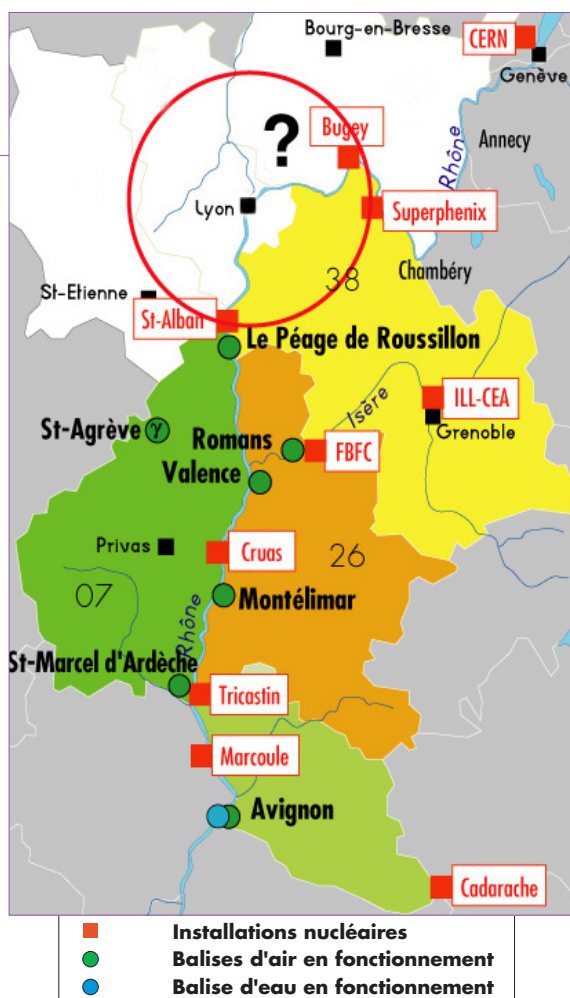 Bourg-en-Bresse
CERN
Genève
?
Bugey
Rhône
Annecy
Lyon
Superphenix
38
Chambéry
St-Etienne
St-Alban
Le Péage de Roussillon
Isère
ILL-CEA
Grenoble
St-Agrève
γ
Romans
FBFC
Valence
Privas
Cruas
26
07
Montélimar
Rhône
St-Marcel d'Ardèche
Tricastin
Marcoule
Avignon
Cadarache
Installations nucléaires
Balises d'air en fonctionnement
Balise d'eau en fonctionnement